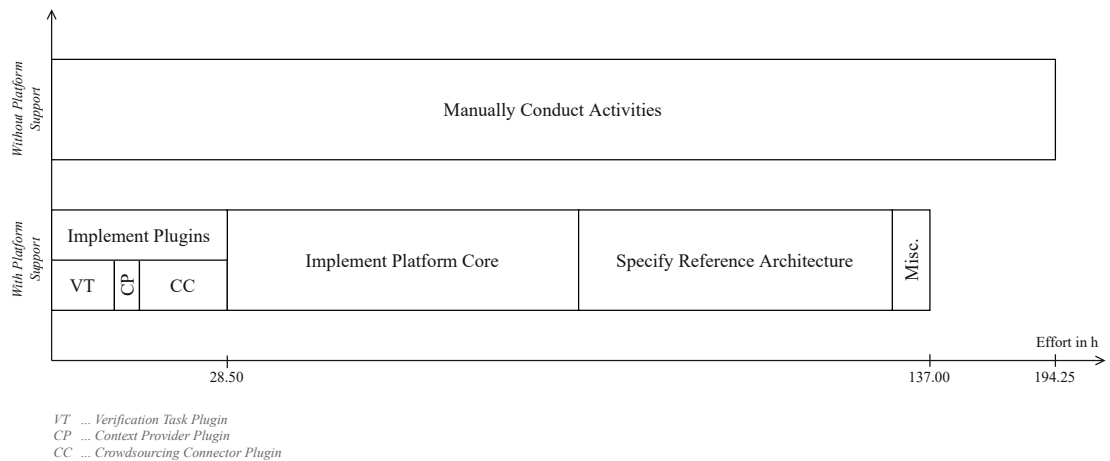 Without Platform
Support
Manually Conduct Activities
With Platform
Support
Implement Plugins
VT
CP
CC
Implement Platform Core
Specify Reference Architecture
Misc.
Effort in h
28.50
137.00
194.25
VT ... Verification Task Plugin
CP ... Context Provider Plugin
CC ... Crowdsourcing Connector Plugin